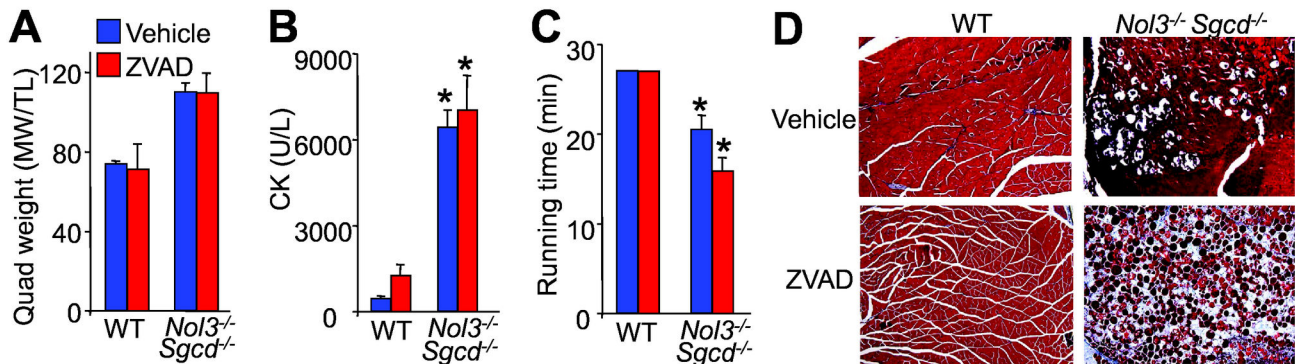 A
Vehicle
ZVAD
Quad weight (MW/TL)
120
80
40
0
WT
Nol3-/-
Sgcd-/-
B
CK (U/L)
9000
6000
3000
0
*
*
WT
Nol3-/-
Sgcd-/-
C
Running time (min)
30
20
10
0
*
*
WT
Nol3-/-
Sgcd-/-
D
WT
Nol3-/- Sgcd-/-
Vehicle
ZVAD